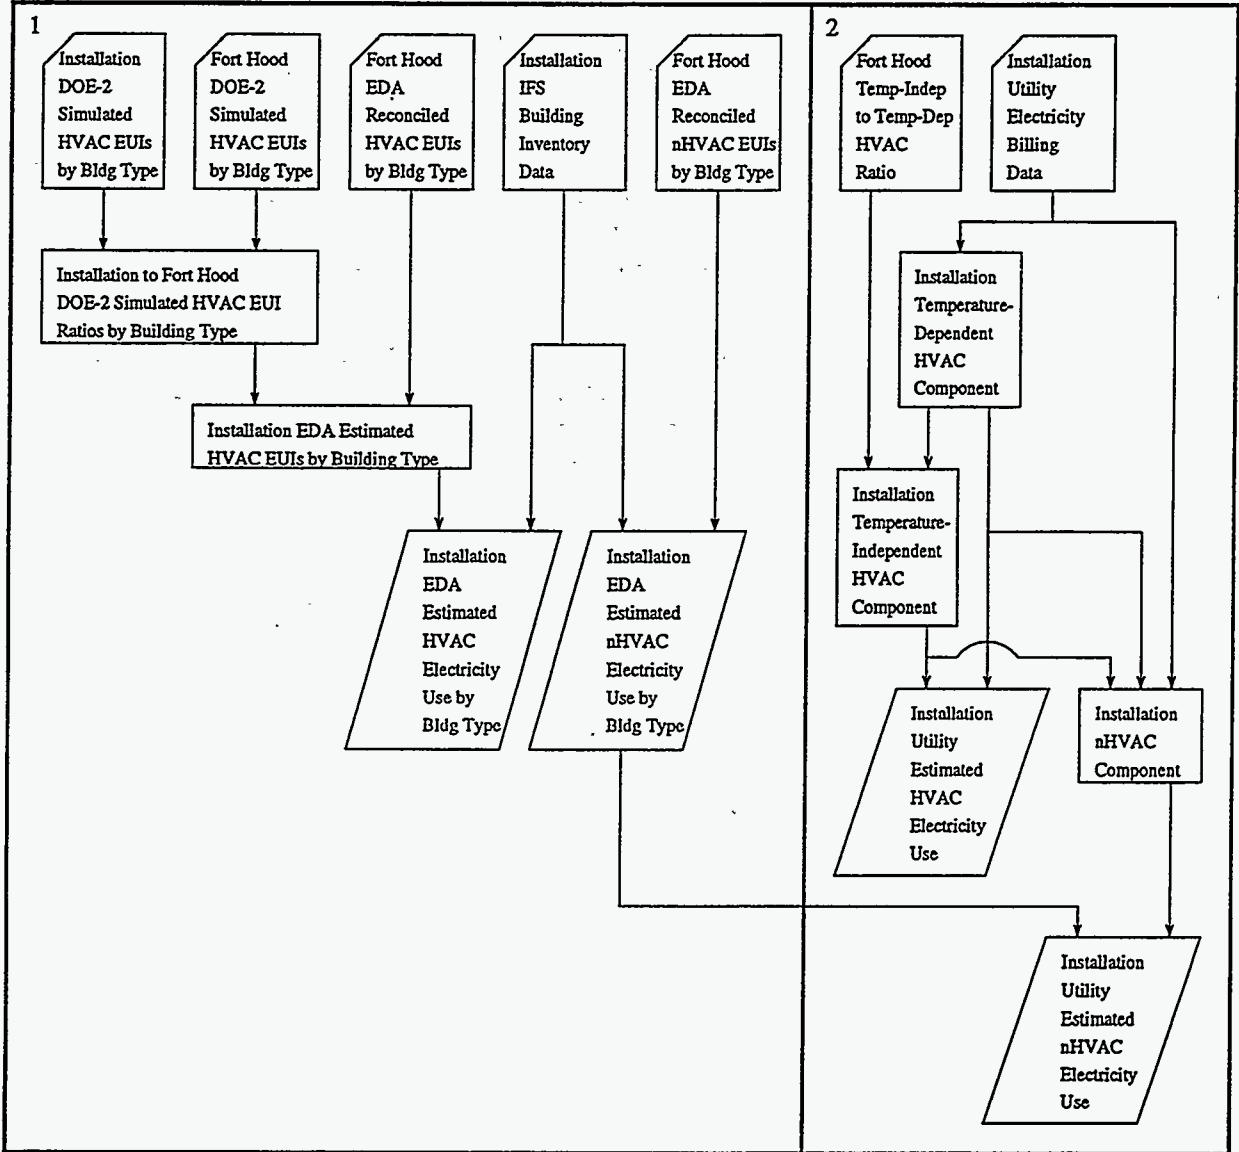 1
Installation
DOE-2
Simulated
HVAC EUIs
by Bldg Type
Fort Hood
DOE-2
Simulated
HVAC EUIs
by Bldg Type
Fort Hood
EDA
Reconciled
HVAC EUIs
by Bldg Type
Installation
IFS
Building
Inventory
Data
Fort Hood
EDA
Reconciled
nHVAC EUIs
by Bldg Type
Installation to Fort Hood
DOE-2 Simulated HVAC EUI
Ratios by Building Type
Installation EDA Estimated
HVAC EUIs by Building Type
Installation
EDA
Estimated
HVAC
Electricity
Use by
Bldg Type
Installation
EDA
Estimated
nHVAC
Electricity
Use by
Bldg Type
2
Fort Hood
Temp-Indep
to Temp-Dep
HVAC
Ratio
Installation
Utility
Electricity
Billing
Data
Installation
Temperature-
Dependent
HVAC
Component
Installation
Temperature-
Independent
HVAC
Component
Installation
Utility
Estimated
HVAC
Electricity
Use
Installation
nHVAC
Component
Installation
Utility
Estimated
nHVAC
Electricity
Use